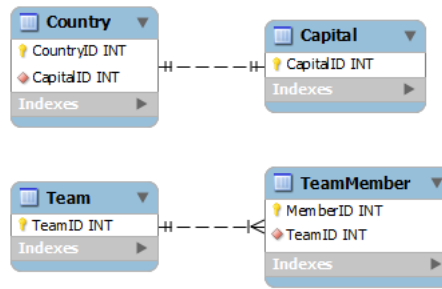 Country
CountryID INT
CapitalID INT
Indexes
Capital
CapitalID INT
Indexes
Team
TeamID INT
Indexes
TeamMember
MemberID INT
TeamID INT
Indexes